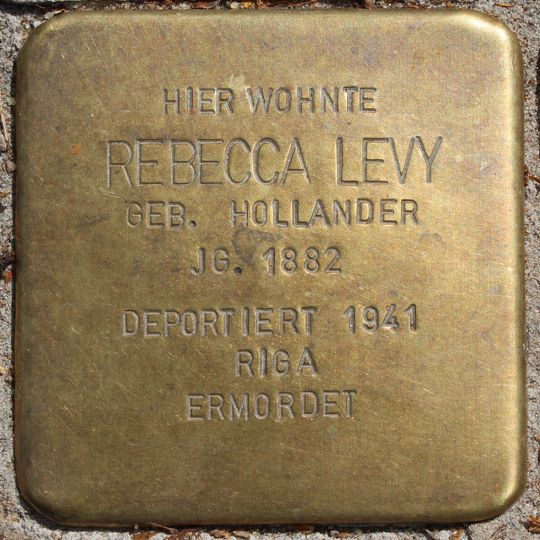 HIER WOHNTE
REBECCA LEVY
GEB. HOLLANDER
JG. 1882
DEPORTIERT 1941
RIGA
ERMORDET